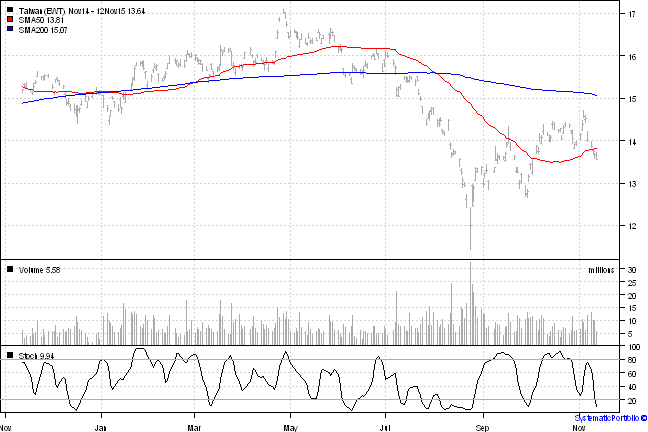 Taiwan (EWT) Nov14 - 12Nov15 13.64
SMA50 13.81
SMA200 15.07
17
16
15
14
13
12
Volume 5.58
millions
30
25
20
15
10
5
Stoch 9.94
100
80
60
40
20
Nov Jan Mar May Jul Sep Nov
SystematicPortfolio ©